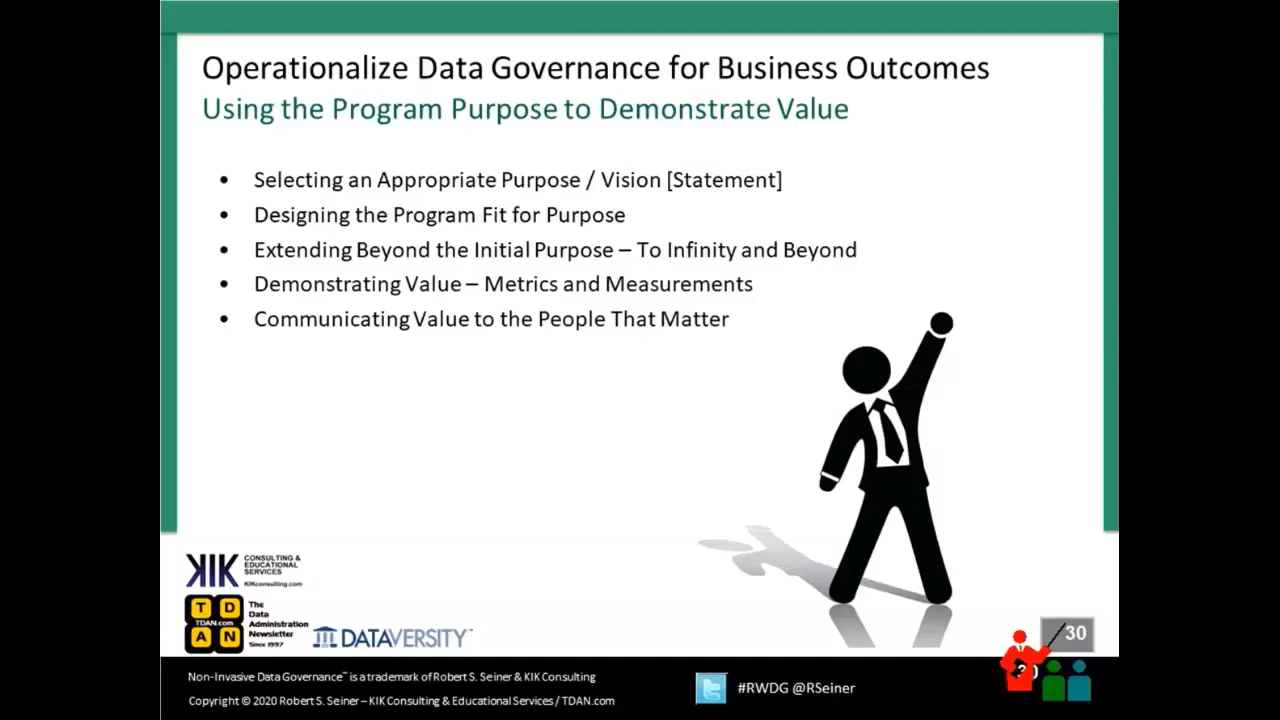 Operationalize Data Governance for Business Outcomes
Using the Program Purpose to Demonstrate Value
• Selecting an Appropriate Purpose / Vision [Statement]
• Designing the Program Fit for Purpose
• Extending Beyond the Initial Purpose – To Infinity and Beyond
• Demonstrating Value – Metrics and Measurements
• Communicating Value to the People That Matter
KIK
CONSULTING &
EDUCATIONAL
SERVICES
KIKconsulting.com
T D
TDAN.com
A N
The
Data
Administration
Newsletter
Since 1997
DATAVERSITY™
30
Non-Invasive Data Governance™ is a trademark of Robert S. Seiner & KIK Consulting
Copyright © 2020 Robert S. Seiner – KIK Consulting & Educational Services / TDAN.com
#RWDG @RSeiner